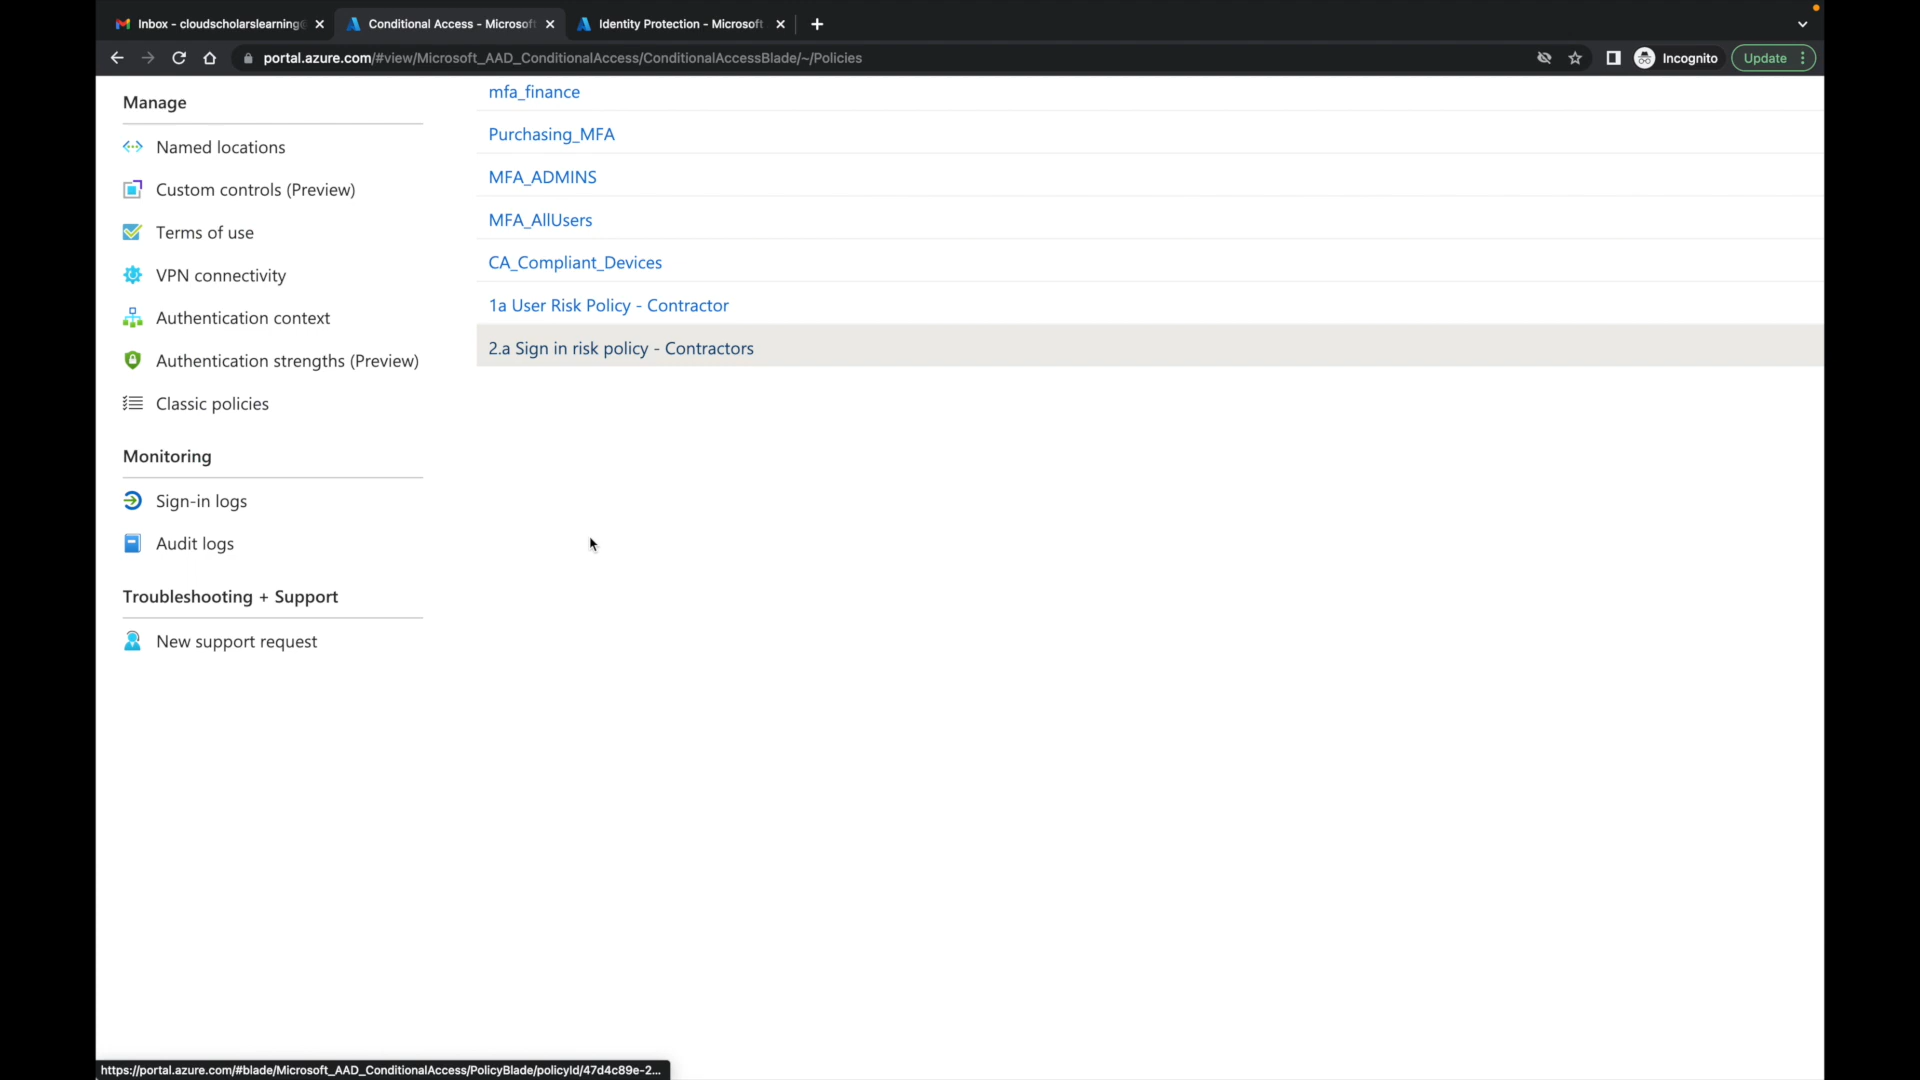 Inbox - cloudscholarslearning@
Conditional Access - Microsoft
Identity Protection - Microsoft
portal.azure.com/#view/Microsoft_AAD_ConditionalAccess/ConditionalAccessBlade/~/Policies
Incognito
Update
Manage
Named locations
Custom controls (Preview)
Terms of use
VPN connectivity
Authentication context
Authentication strengths (Preview)
Classic policies
Monitoring
Sign-in logs
Audit logs
Troubleshooting + Support
New support request
mfa_finance
Purchasing_MFA
MFA_ADMINS
MFA_AllUsers
CA_Compliant_Devices
1a User Risk Policy - Contractor
2.a Sign in risk policy - Contractors
https://portal.azure.com/#blade/Microsoft_AAD_ConditionalAccess/PolicyBlade/policyId/47d4c89e-2...